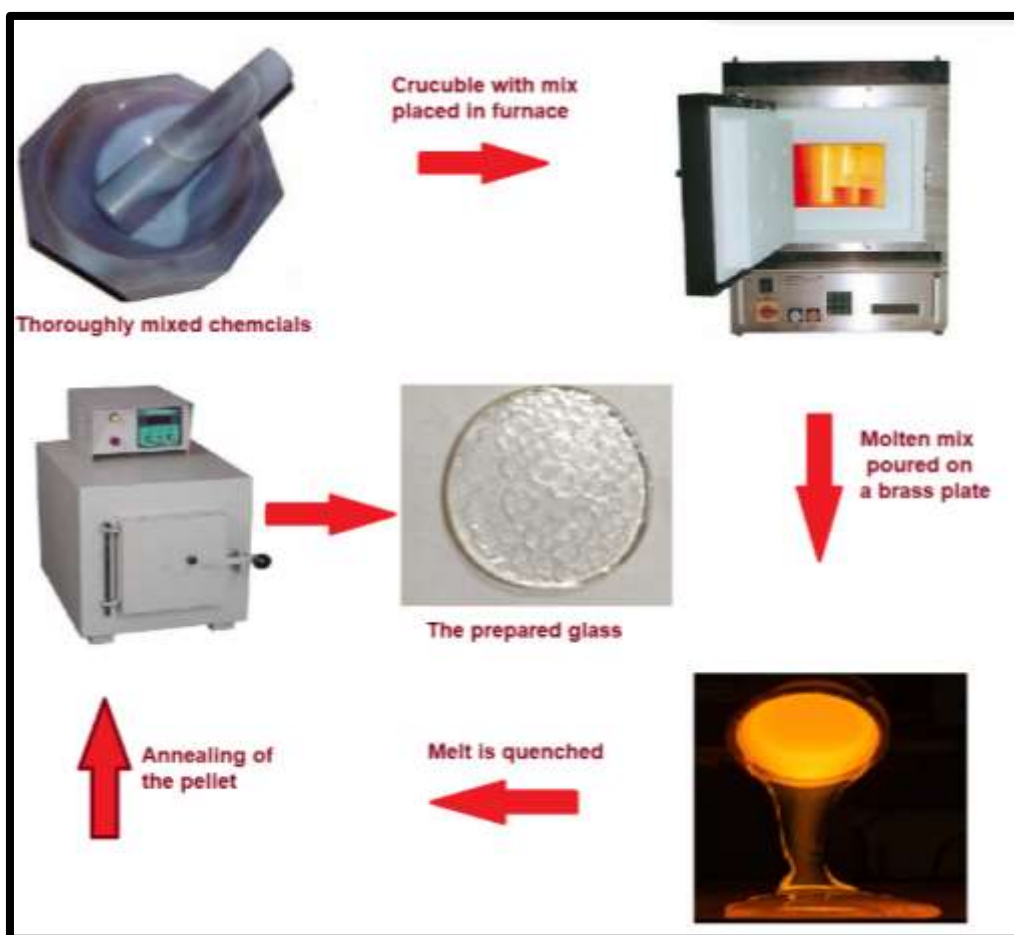 Crucuble with mix
placed in furnace
Thoroughly mixed chemcials
Molten mix
poured on
a brass plate
The prepared glass
Melt is quenched
Annealing of
the pellet